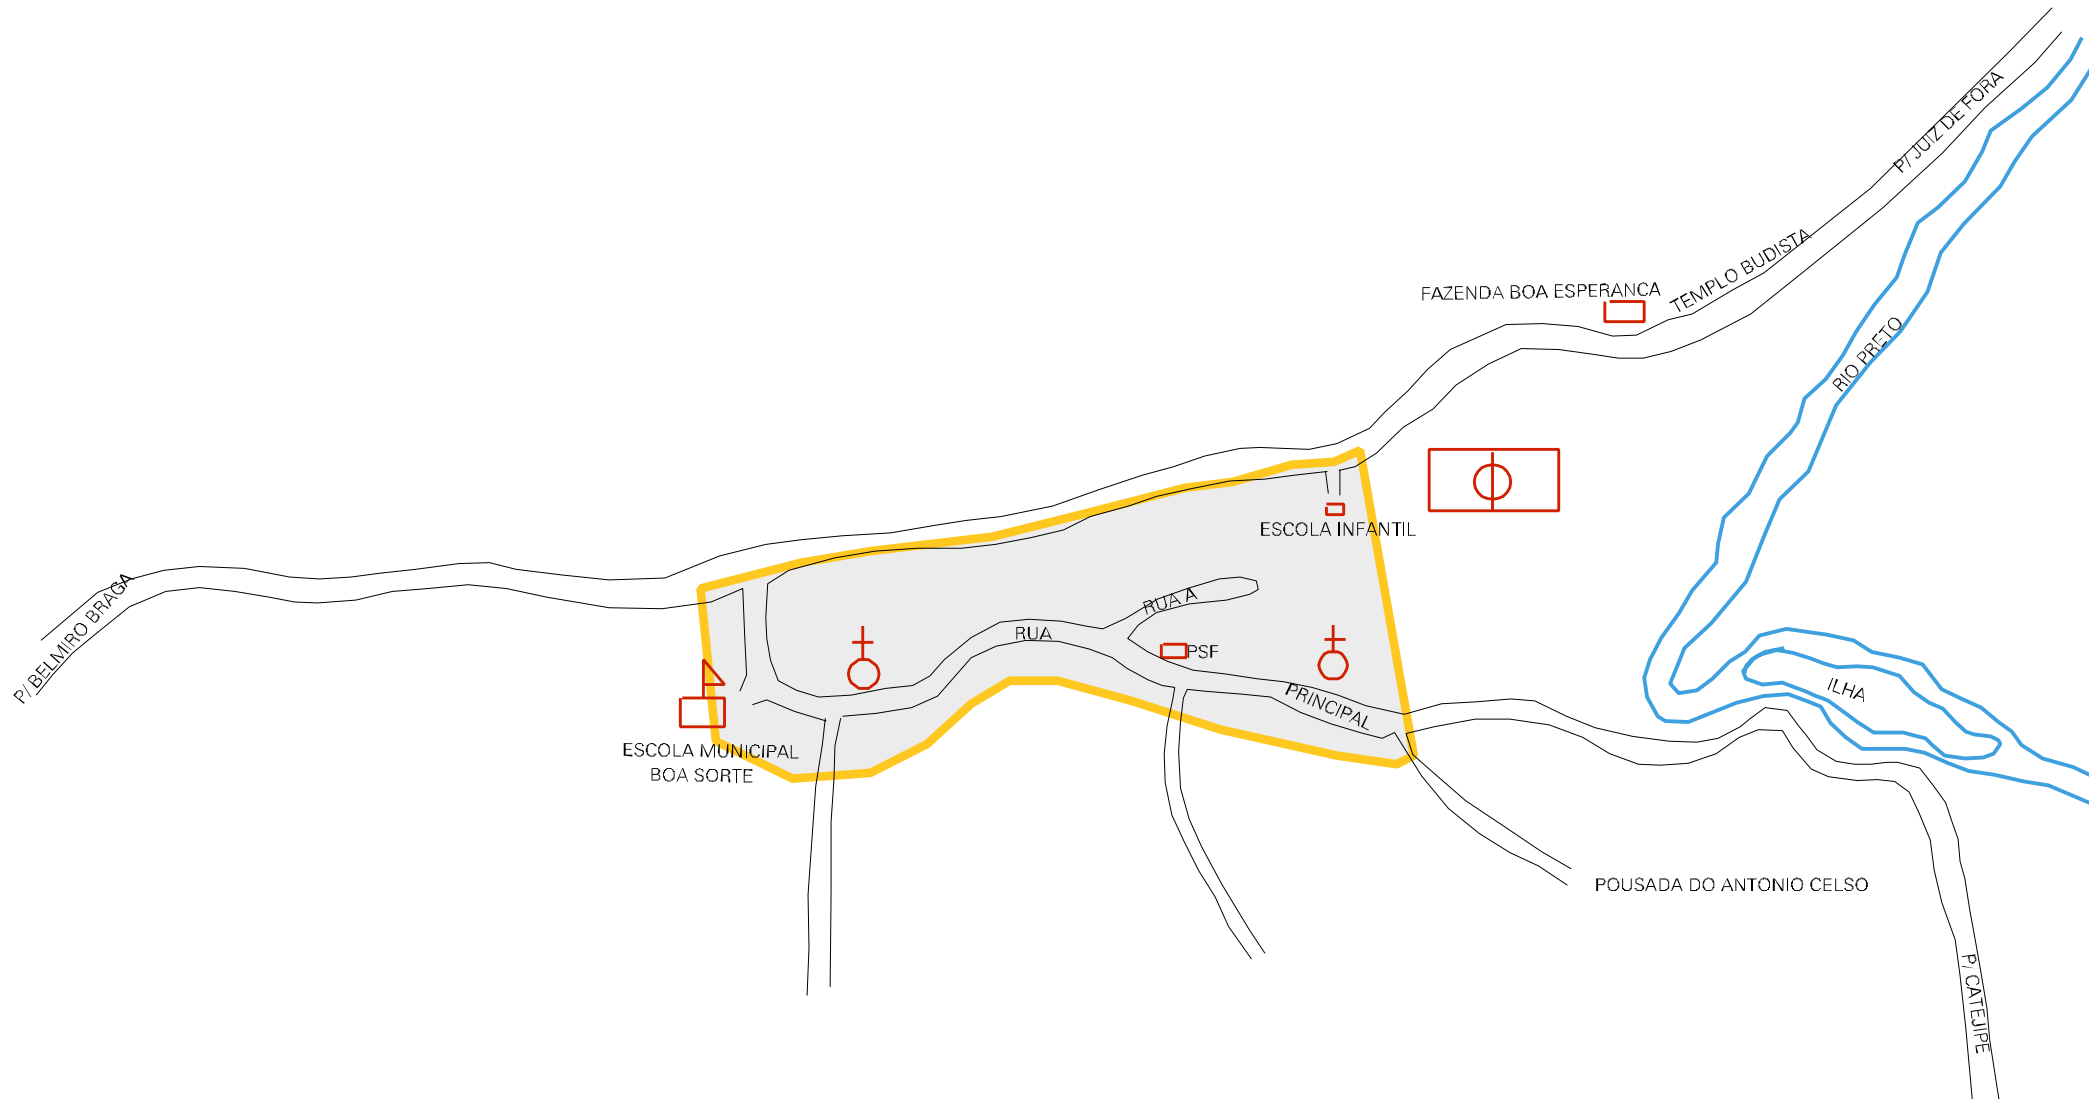 P/ JUIZ DE FORA
TEMPLO BUDISTA
FAZENDA BOA ESPERANCA
RIO PRETO
ESCOLA INFANTIL
P/ BELMIRO BRAGA
RUA A
RUA
PSF
PRINCIPAL
ILHA
ESCOLA MUNICIPAL
BOA SORTE
POUSADA DO ANTONIO CELSO
P/ CATEJIPE